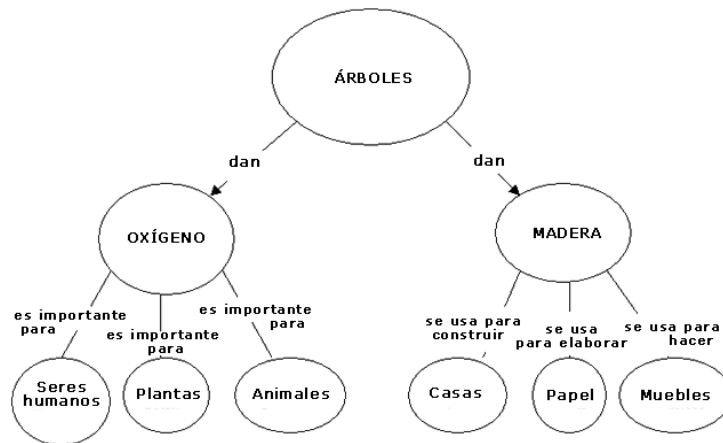 ÁRBOLES
dan
dan
OXÍGENO
MADERA
es importante
para
es importante
para
es importante
para
se usa para
construir
se usa
para elaborar
se usa para
hacer
Seres
humanos
Plantas
Animales
Casas
Papel
Muebles